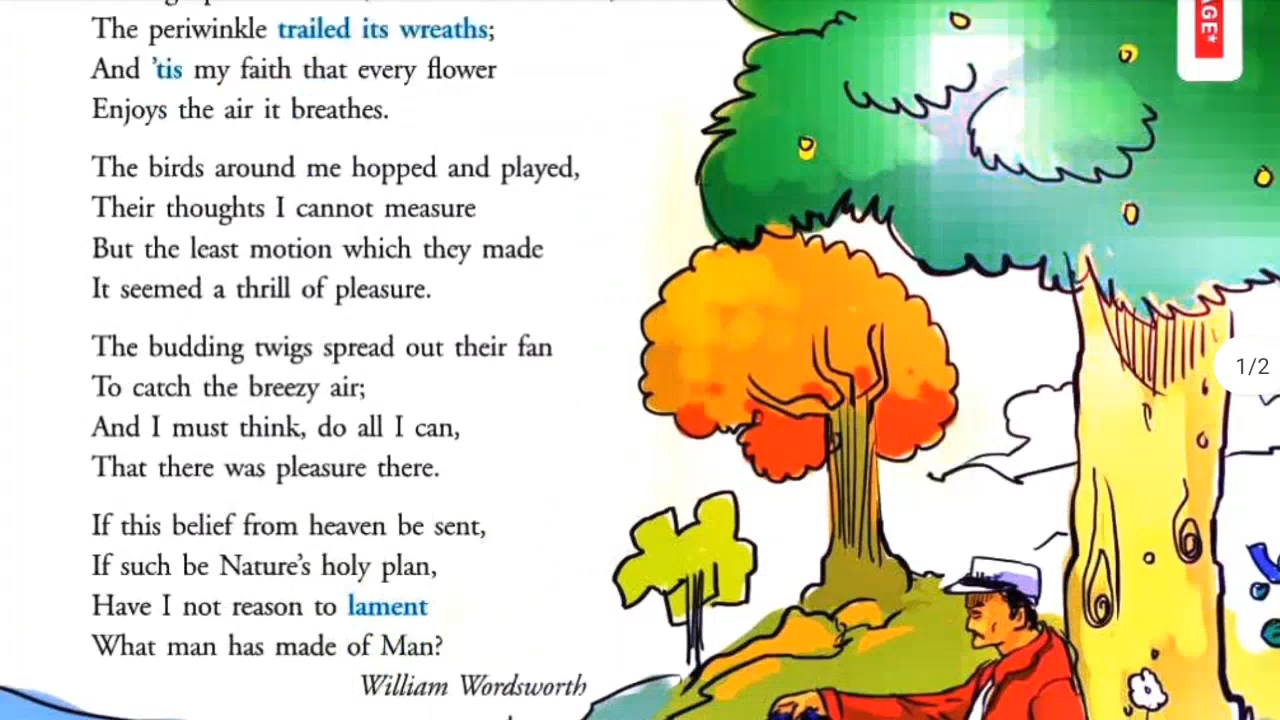 The periwinkle trailed its wreaths;
And 'tis my faith that every flower
Enjoys the air it breathes.
The birds around me hopped and played,
Their thoughts I cannot measure
But the least motion which they made
It seemed a thrill of pleasure.
The budding twigs spread out their fan
To catch the breezy air;
And I must think, do all I can,
That there was pleasure there.
If this belief from heaven be sent,
If such be Nature's holy plan,
Have I not reason to lament
What man has made of Man?
William Wordsworth
AGE*
1/2